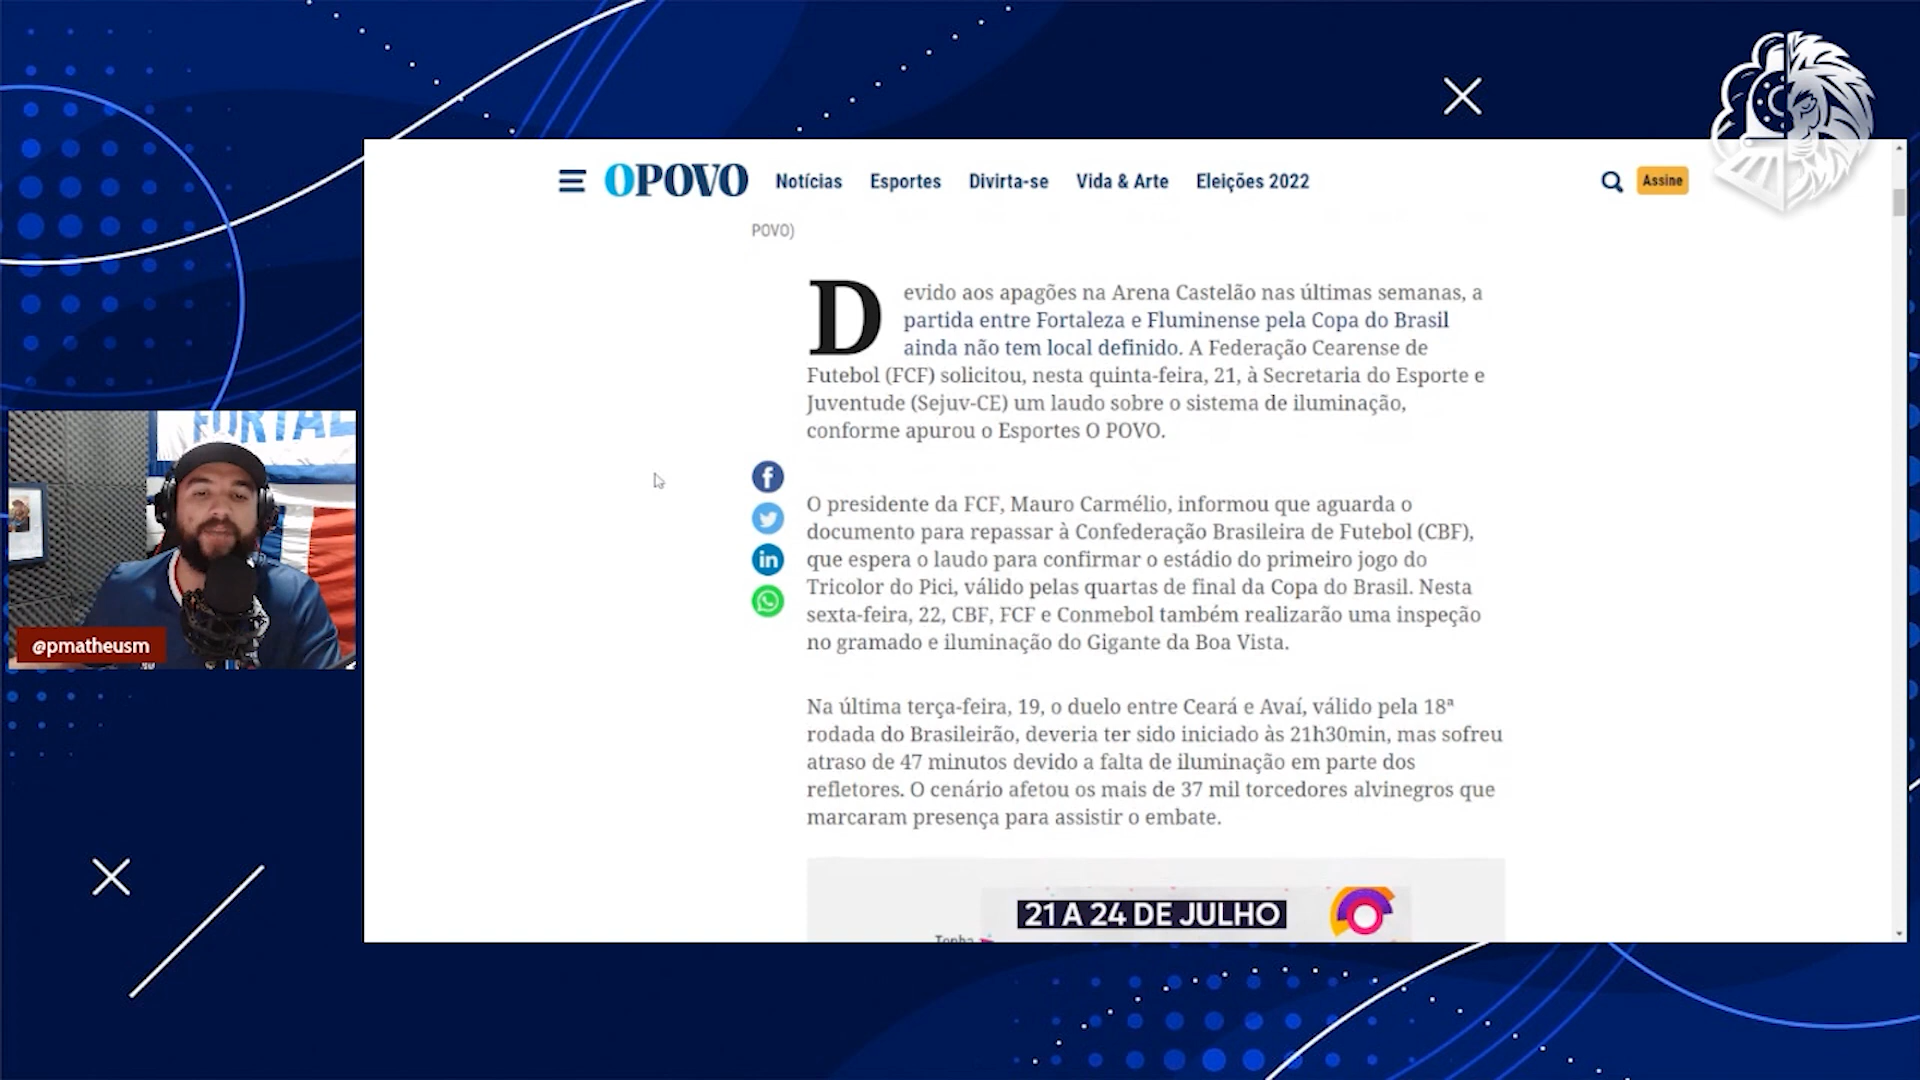 OPOVO
Notícias
Esportes
Divirta-se
Vida & Arte
Eleições 2022
Assine
POVO)
Devido aos apagões na Arena Castelão nas últimas semanas, a
partida entre Fortaleza e Fluminense pela Copa do Brasil
ainda não tem local definido. A Federação Cearense de
Futebol (FCF) solicitou, nesta quinta-feira, 21, à Secretaria do Esporte e
Juventude (Sejuv-CE) um laudo sobre o sistema de iluminação,
conforme apurou o Esportes O POVO.
O presidente da FCF, Mauro Carmélio, informou que aguarda o
documento para repassar à Confederação Brasileira de Futebol (CBF),
que espera o laudo para confirmar o estádio do primeiro jogo do
Tricolor do Pici, válido pelas quartas de final da Copa do Brasil. Nesta
sexta-feira, 22, CBF, FCF e Conmebol também realizarão uma inspeção
no gramado e iluminação do Gigante da Boa Vista.
Na última terça-feira, 19, o duelo entre Ceará e Avaí, válido pela 18ª
rodada do Brasileirão, deveria ter sido iniciado às 21h30min, mas sofreu
atraso de 47 minutos devido a falta de iluminação em parte dos
refletores. O cenário afetou os mais de 37 mil torcedores alvinegros que
marcaram presença para assistir o embate.
21 A 24 DE JULHO
@pmatheusm